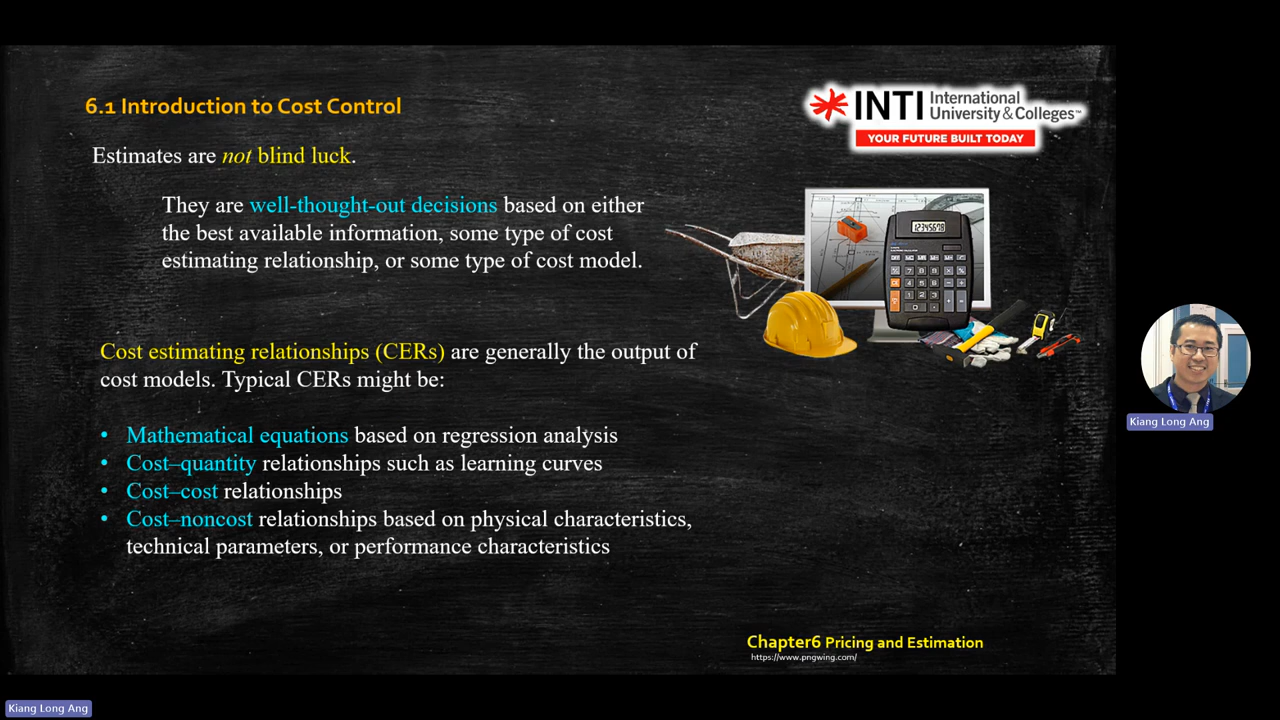 6.1 Introduction to Cost Control
INTI International
University & Colleges™
YOUR FUTURE BUILT TODAY
Estimates are not blind luck.
They are well-thought-out decisions based on either
the best available information, some type of cost
estimating relationship, or some type of cost model.
12345678
Cost estimating relationships (CERs) are generally the output of
cost models. Typical CERs might be:
• Mathematical equations based on regression analysis
• Cost–quantity relationships such as learning curves
• Cost–cost relationships
• Cost–noncost relationships based on physical characteristics,
technical parameters, or performance characteristics
Kiang Long Ang
Chapter6 Pricing and Estimation
https://www.pngwing.com/
Kiang Long Ang